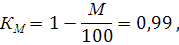 K_M = 1 − M/100 = 0,99 ,